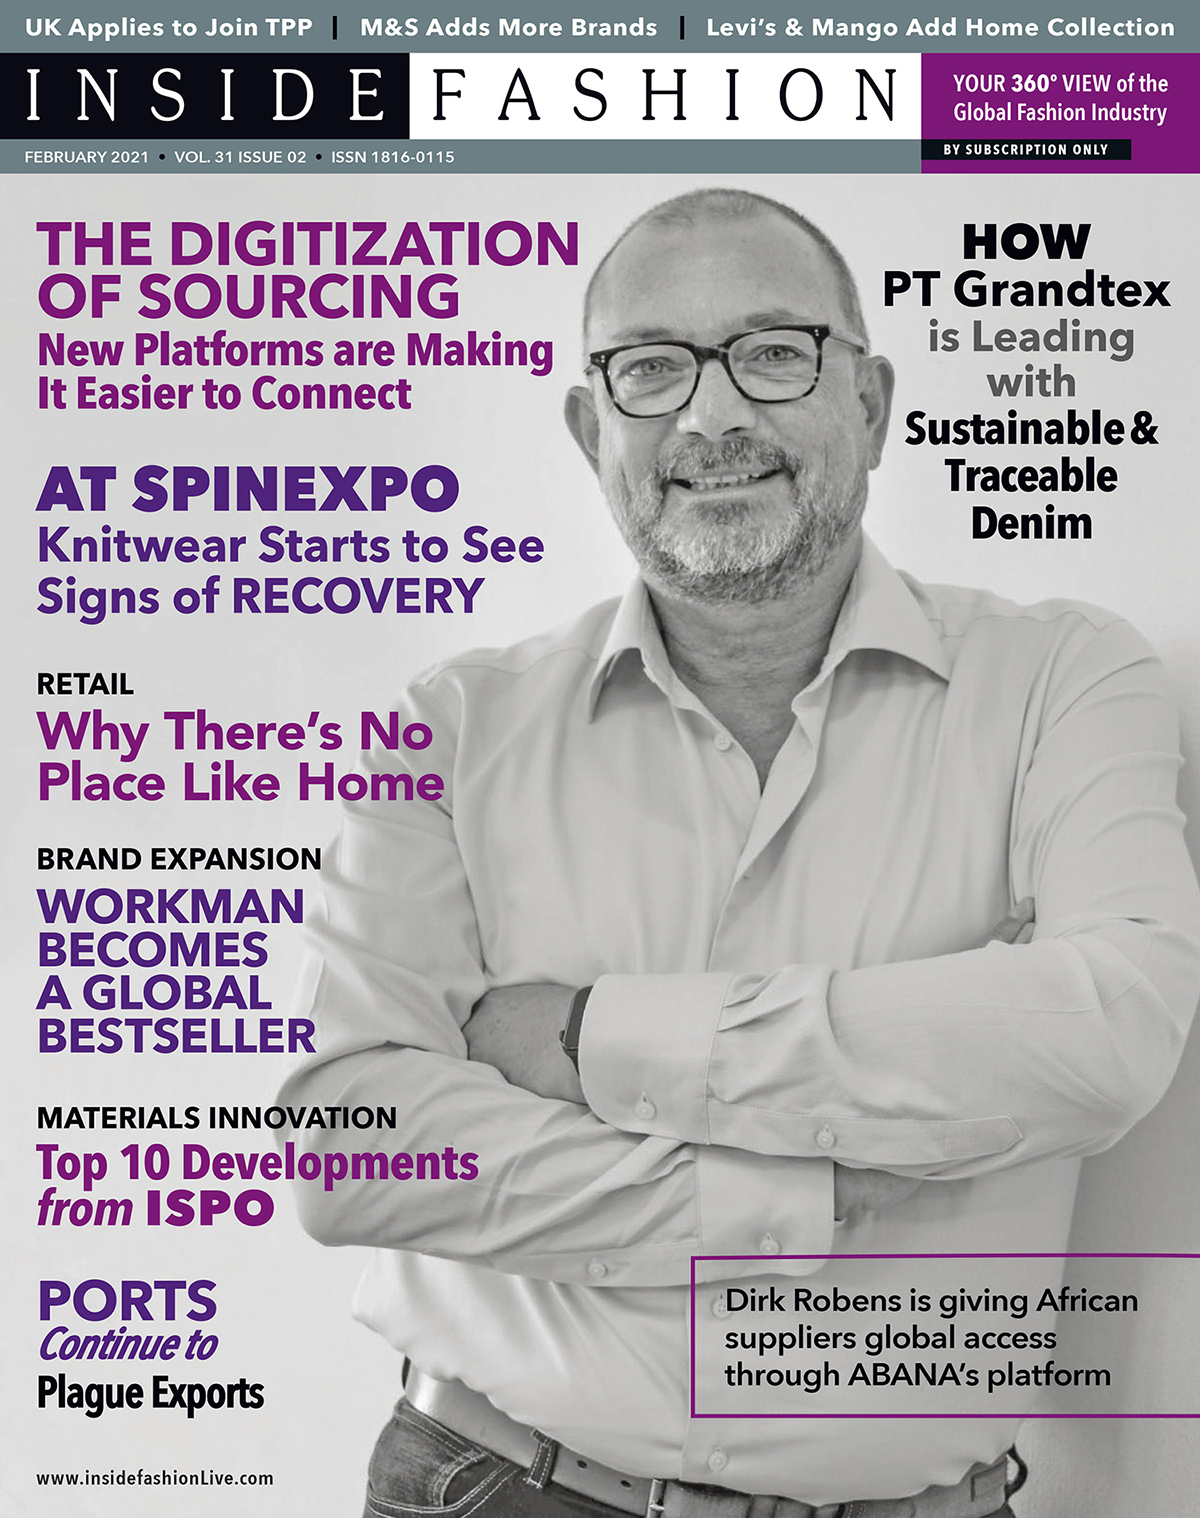 UK Applies to Join TPP | M&S Adds More Brands | Levi's & Mango Add Home Collection
INSIDE FASHION
YOUR 360° VIEW of the
Global Fashion Industry
BY SUBSCRIPTION ONLY
FEBRUARY 2021 • VOL. 31 ISSUE 02 • ISSN 1816-0115
THE DIGITIZATION
OF SOURCING
New Platforms are Making
It Easier to Connect
HOW
PT Grandtex
is Leading
with
Sustainable &
Traceable
Denim
AT SPINEXPO
Knitwear Starts to See
Signs of RECOVERY
RETAIL
Why There's No
Place Like Home
BRAND EXPANSION
WORKMAN
BECOMES
A GLOBAL
BESTSELLER
MATERIALS INNOVATION
Top 10 Developments
from ISPO
PORTS
Continue to
Plague Exports
Dirk Robens is giving African
suppliers global access
through ABANA's platform
www.insidefashionLive.com